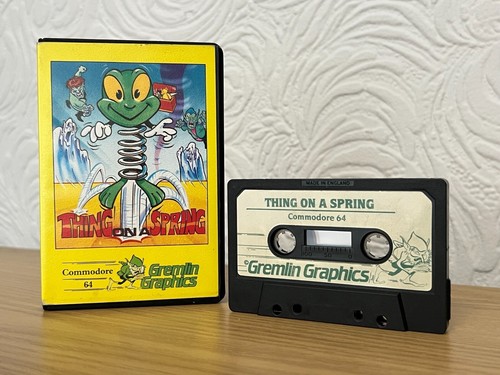 THING ON A SPRING
Commodore
64
Gremlin
Graphics
MADE IN ENGLAND
THING ON A SPRING
Commodore 64
©Gremlin Graphics